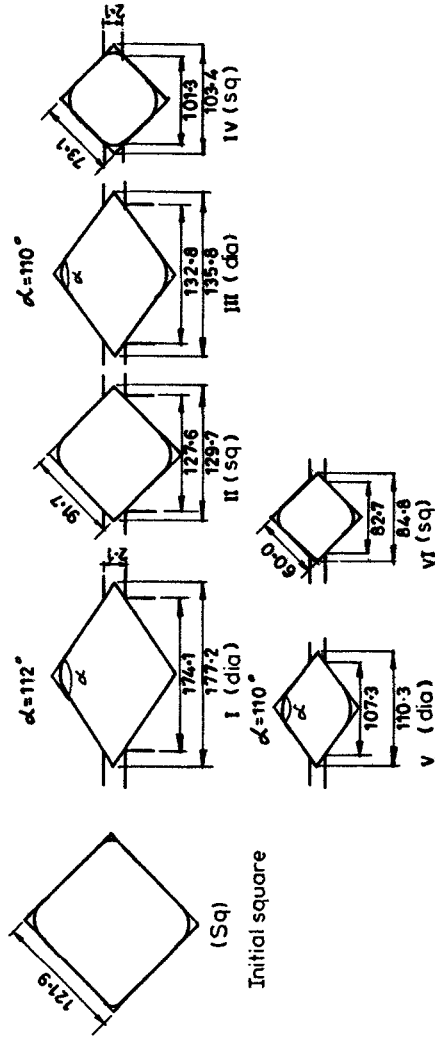 121·9
(Sq)
Initial square
α=112°
α
2·1
174·1
177·2
I (dia)
91·7
127·6
129·7
II (sq)
α=110°
α
132·8
135·8
III (dia)
73·1
2·1
101·3
103·4
IV (sq)
α=110°
α
107·3
110·3
V (dia)
60·0
82·7
84·8
VI (sq)